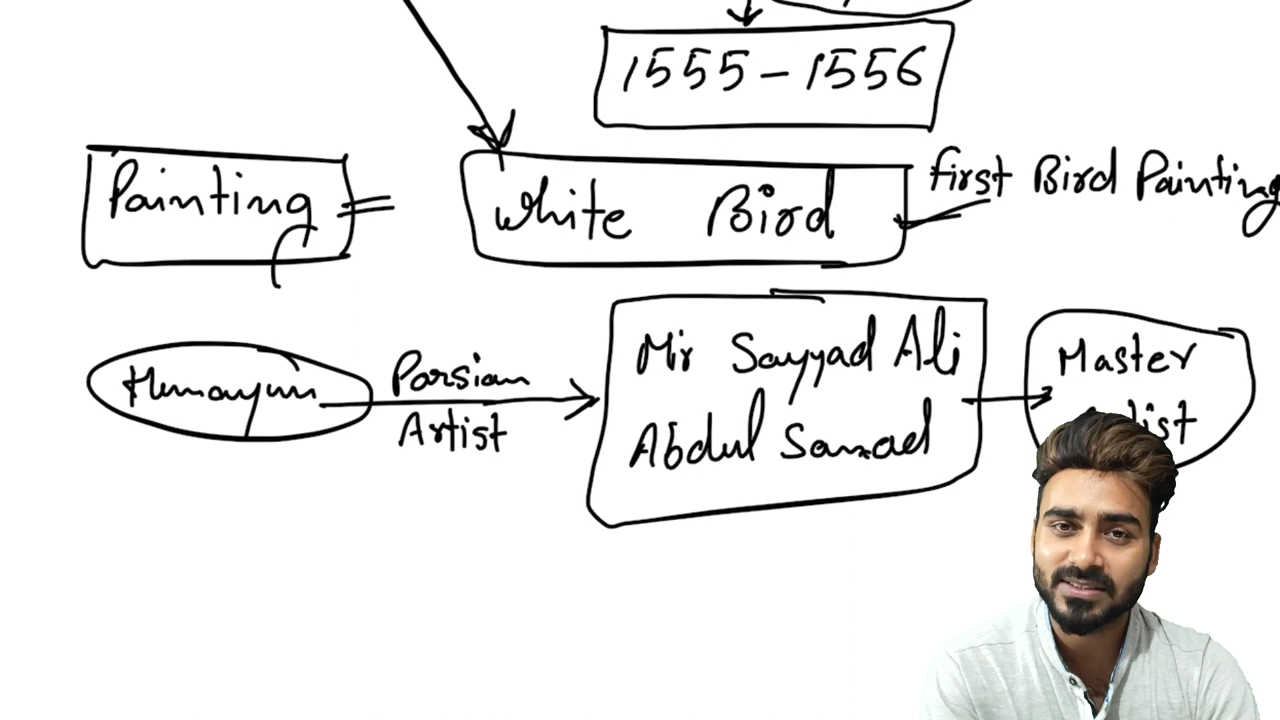 1555 - 1556
Painting
White Bird
first Bird Painting
Humayun
Parsian
Artist
Mir Sayyad Ali
Abdul Samad
Master